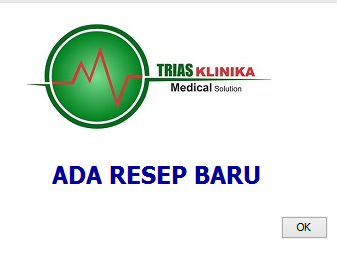 TRIAS KLINIKA
Medical Solution
ADA RESEP BARU
OK